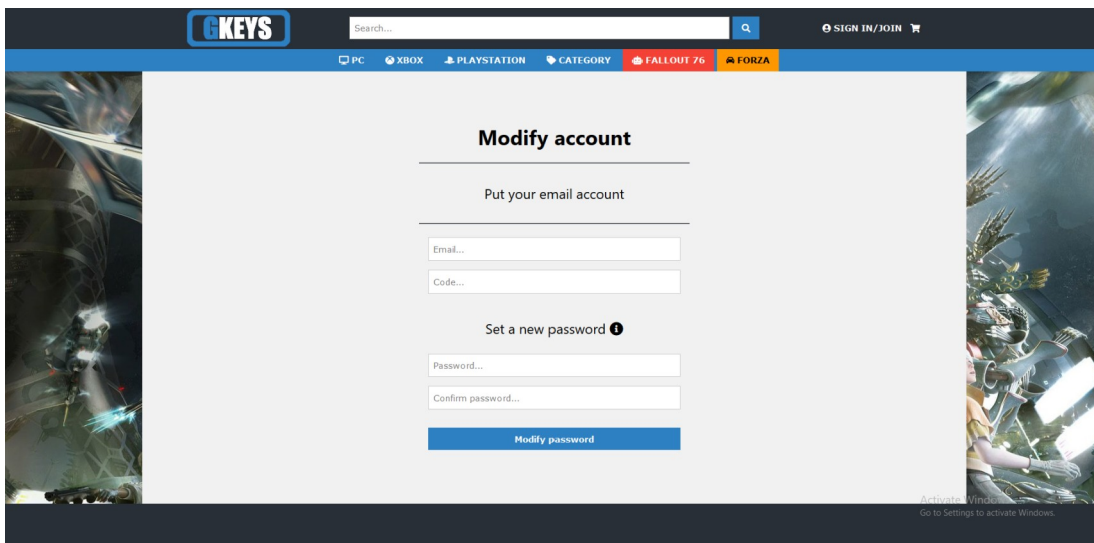 GKEYS
Search...
SIGN IN/JOIN
PC XBOX PLAYSTATION CATEGORY FALLOUT 76 FORZA
Modify account
Put your email account
Email...
Code...
Set a new password
Password...
Confirm password...
Modify password
Activate Windows
Go to Settings to activate Windows.